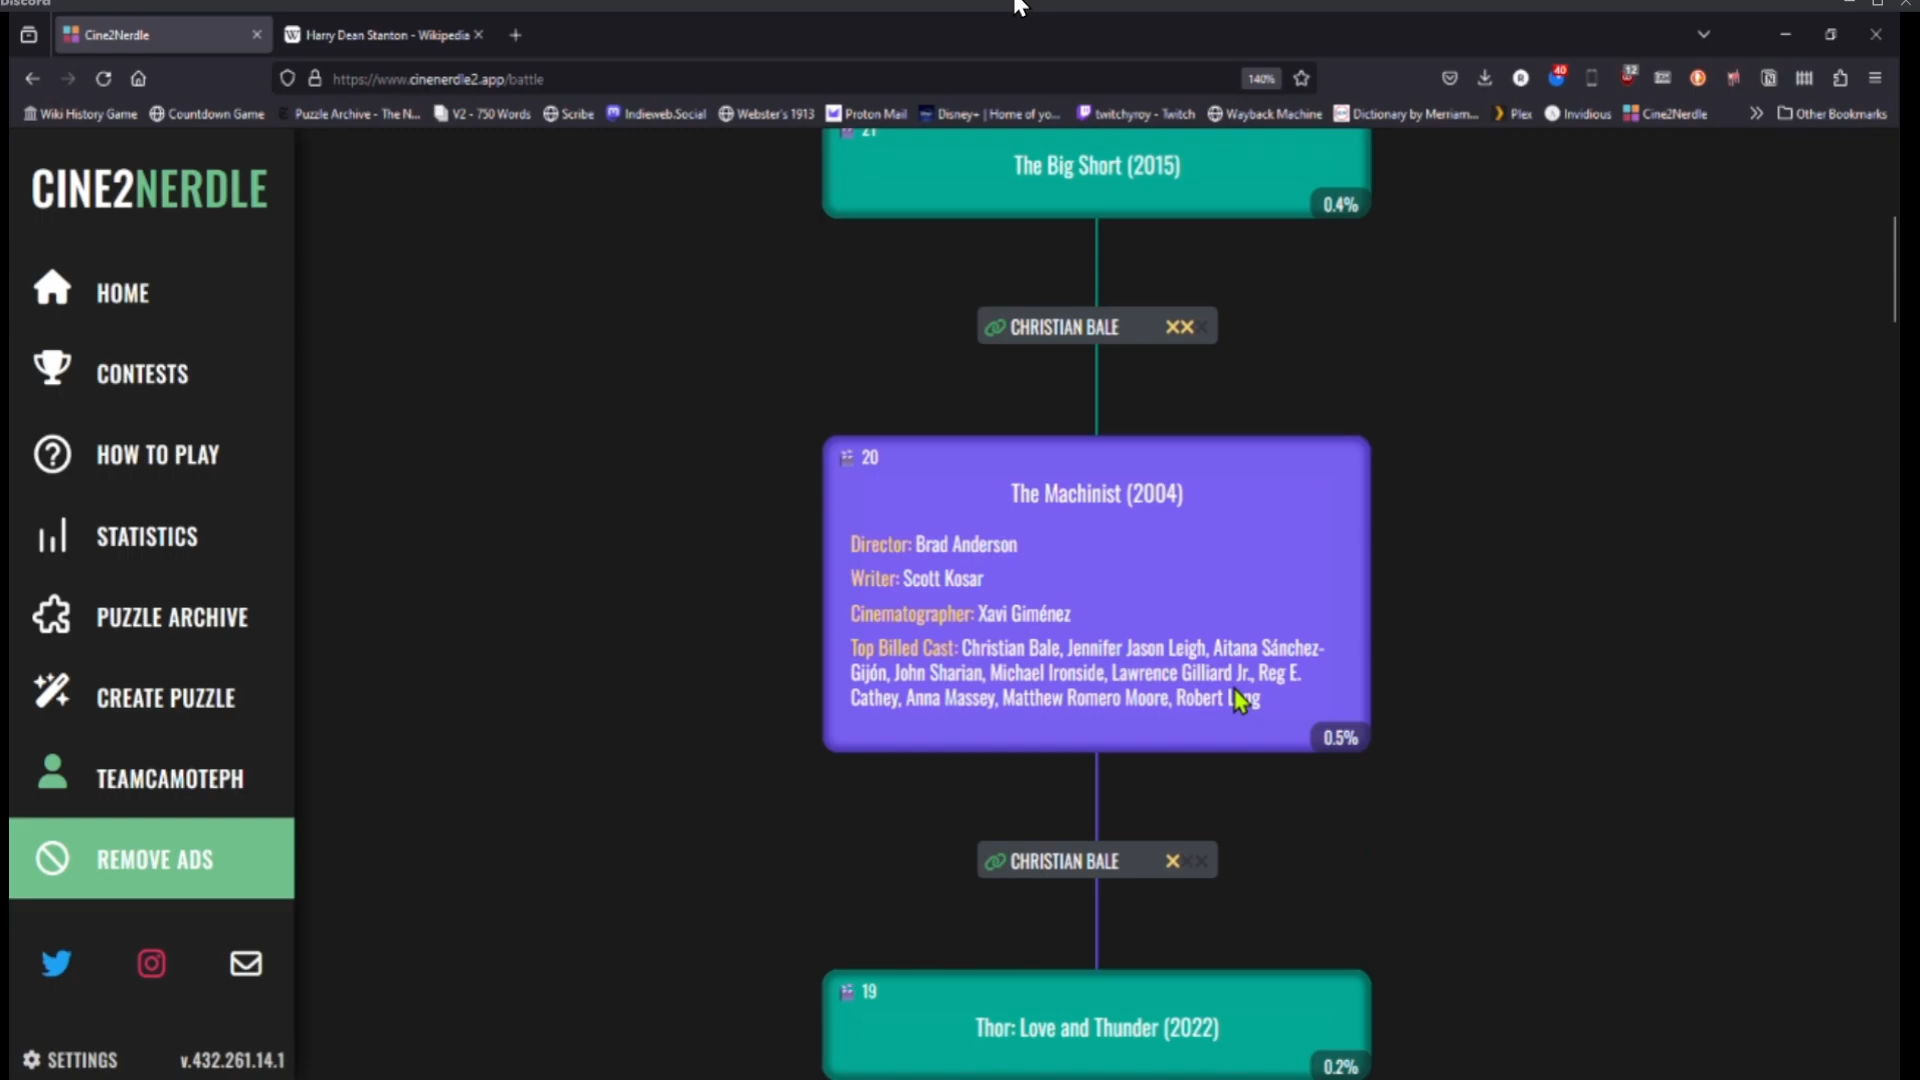 Discord
Cine2Nerdle
Harry Dean Stanton - Wikipedia
https://www.cinenerdle2.app/battle
140%
40
12
Wiki History Game
Countdown Game
Puzzle Archive - The N...
V2 - 750 Words
Scribe
Indieweb.Social
Webster's 1913
Proton Mail
Disney+ | Home of yo...
twitchyroy - Twitch
Wayback Machine
Dictionary by Merriam...
Plex
Invidious
Cine2Nerdle
Other Bookmarks
CINE2NERDLE
HOME
CONTESTS
HOW TO PLAY
STATISTICS
PUZZLE ARCHIVE
CREATE PUZZLE
TEAMCAMOTEPH
REMOVE ADS
SETTINGS
v.432.261.14.1
21
The Big Short (2015)
0.4%
CHRISTIAN BALE
20
The Machinist (2004)
Director: Brad Anderson
Writer: Scott Kosar
Cinematographer: Xavi Giménez
Top Billed Cast: Christian Bale, Jennifer Jason Leigh, Aitana Sánchez-
Gijón, John Sharian, Michael Ironside, Lawrence Gilliard Jr., Reg E.
Cathey, Anna Massey, Matthew Romero Moore, Robert
0.5%
CHRISTIAN BALE
19
Thor: Love and Thunder (2022)
0.2%